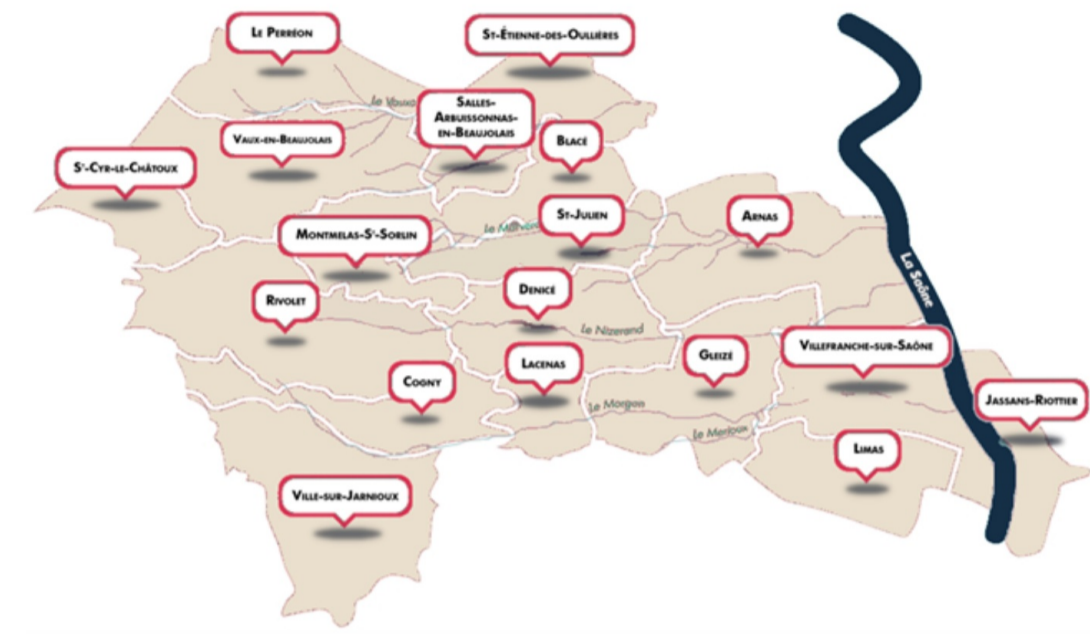 Le Perréon
St-Étienne-des-Oullières
Salles-
Arbuissonnas-
en-Beaujolais
Vaux-en-Beaujolais
Blacé
St-Cyr-le-Châtoux
St-Julien
Arnas
Montmelas-St-Sorlin
La Saône
Denicé
Rivolet
Le Nizerand
Villefranche-sur-Saône
Gleizé
Lacenas
Cogny
Jassans-Riottier
Le Morgon
Le Merloux
Limas
Ville-sur-Jarnioux